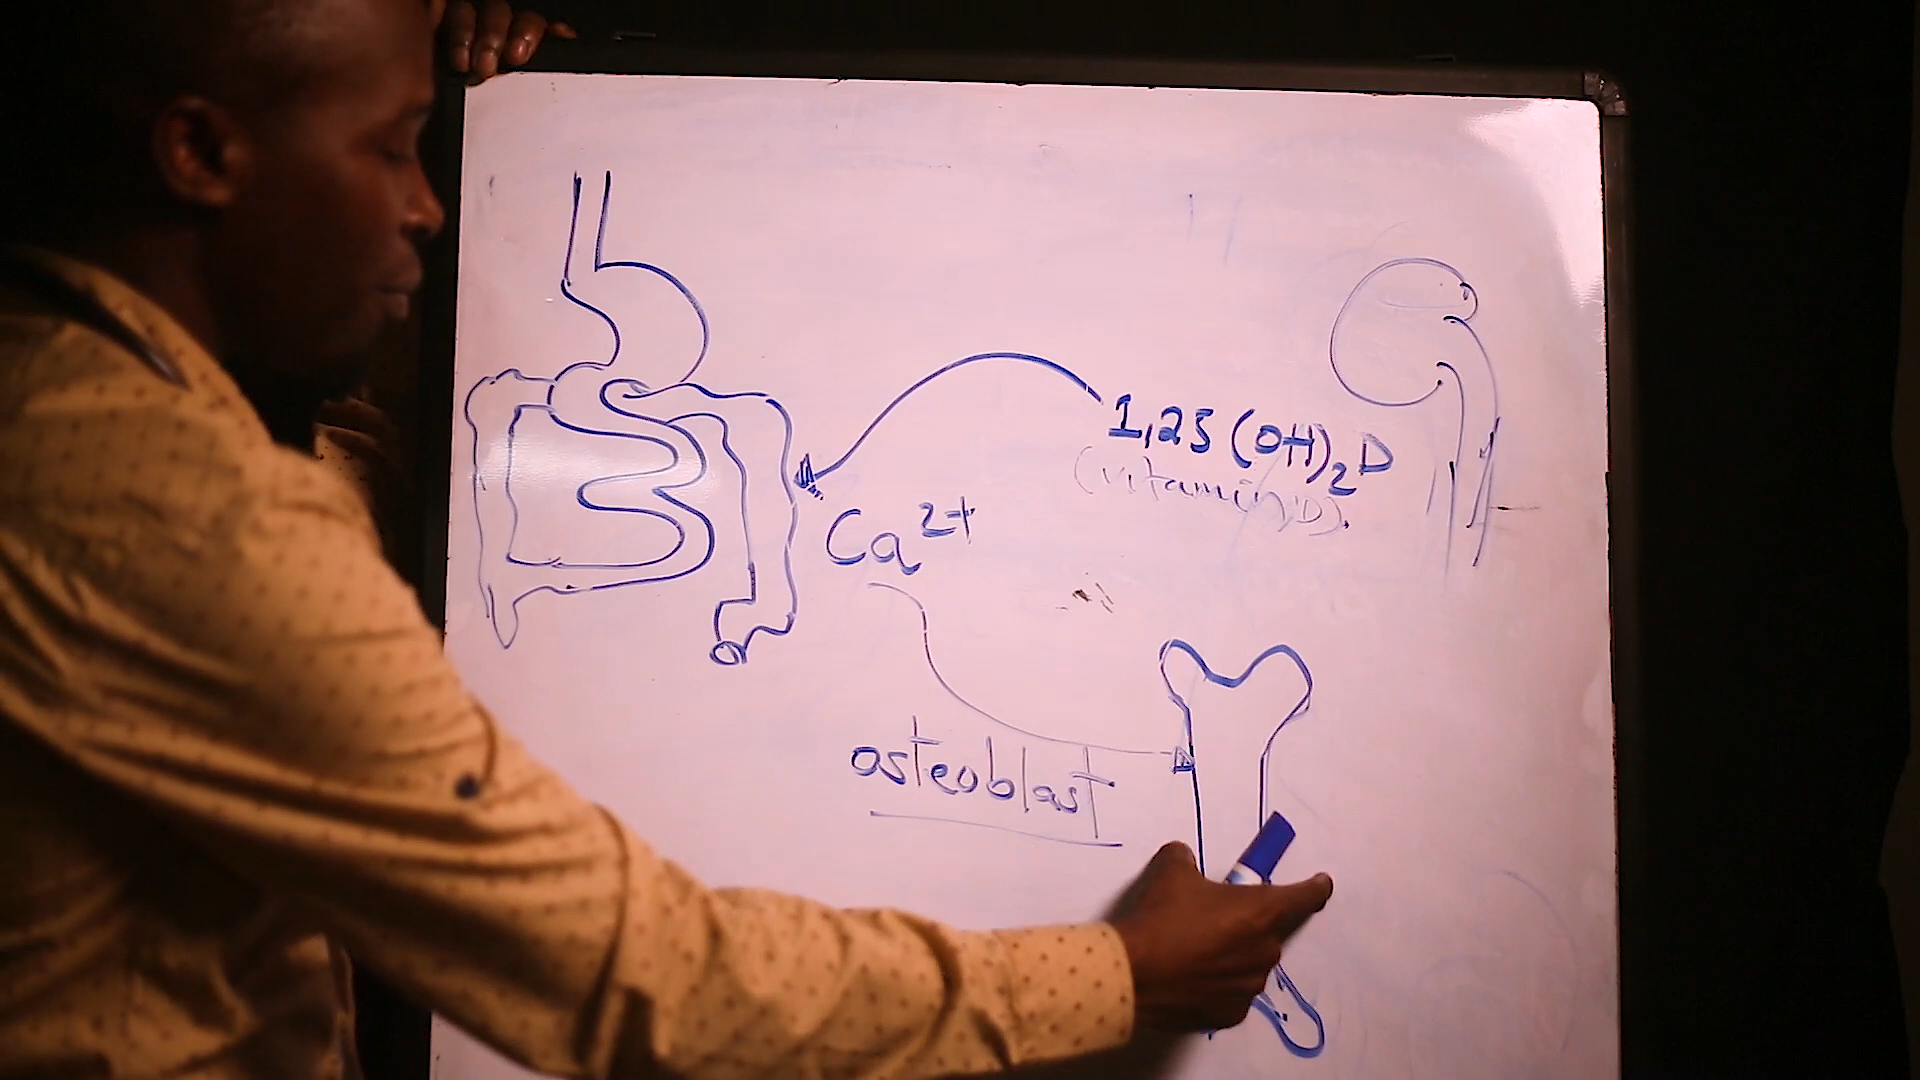 1,25 (OH)₂D
(vitamin D).
Ca²⁺
osteoblast